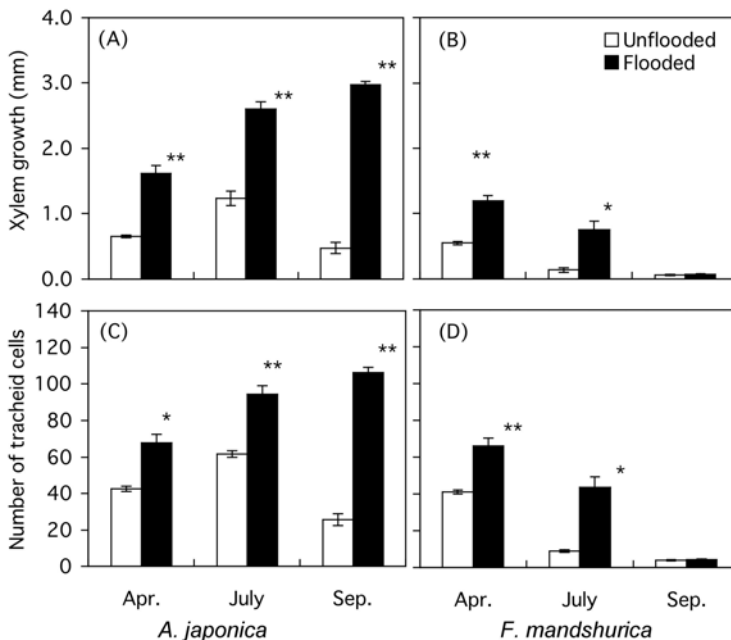 4.0
(A)
**
**
**
3.0
2.0
1.0
0.0
Xylem growth (mm)
(B)
Unflooded
Flooded
**
*
140
(C)
*
**
**
120
100
80
60
40
20
0
Number of tracheid cells
(D)
**
*
Apr. July Sep.
Apr. July Sep.
A. japonica
F. mandshurica